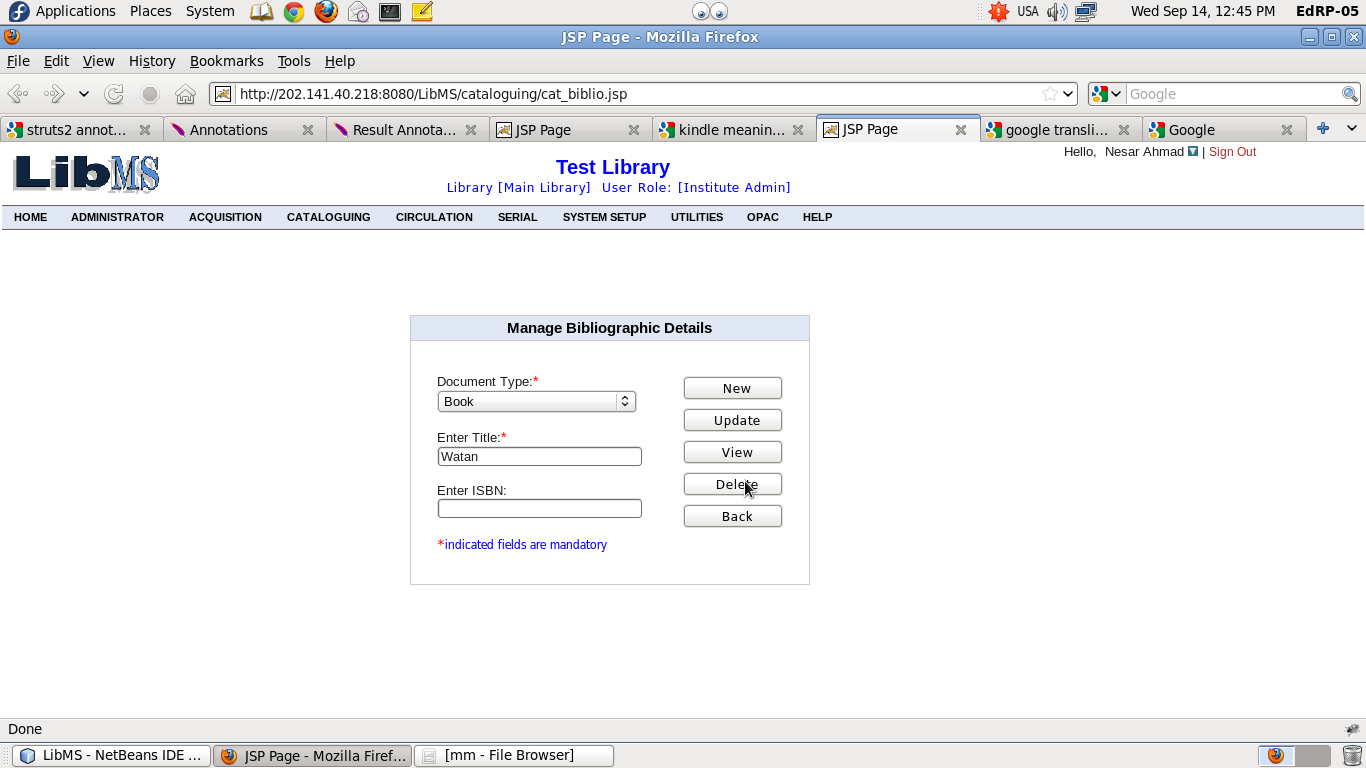 Applications Places System USA Wed Sep 14, 12:45 PM EdRP-05
JSP Page - Mozilla Firefox
File Edit View History Bookmarks Tools Help
http://202.141.40.218:8080/LibMS/cataloguing/cat_biblio.jsp Google
struts2 annot... Annotations Result Annota... JSP Page kindle meanin... JSP Page google transli... Google
Hello, Nesar Ahmad | Sign Out
LibMS
Test Library
Library [Main Library] User Role: [Institute Admin]
HOME ADMINISTRATOR ACQUISITION CATALOGUING CIRCULATION SERIAL SYSTEM SETUP UTILITIES OPAC HELP
Manage Bibliographic Details
Document Type:*
Book
Enter Title:*
Watan
Enter ISBN:
*indicated fields are mandatory
New
Update
View
Delete
Back
Done
LibMS - NetBeans IDE ... JSP Page - Mozilla Firef... [mm - File Browser]